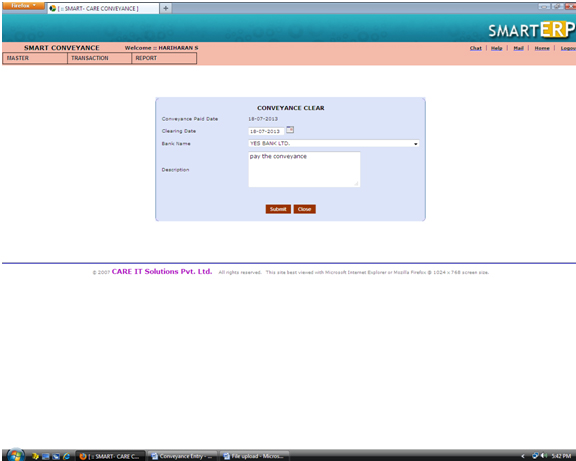 Firefox
[ :: SMART- CARE CONVEYANCE ]
SMARTERP
SMART CONVEYANCE Welcome :: HARIHARAN S Chat | Help | Mail | Home | Logout
MASTER TRANSACTION REPORT
CONVEYANCE CLEAR
Conveyance Paid Date 18-07-2013
Clearing Date 18-07-2013
Bank Name YES BANK LTD.
pay the conveyance
Description
Submit Close
© 2007 CARE IT Solutions Pvt. Ltd. All rights reserved. This site best viewed with Microsoft Internet Explorer or Mozilla Firefox @ 1024 x 768 screen size.
[ :: SMART- CARE C... Conveyance Entry - ... File upload - Micros... 5:42 PM